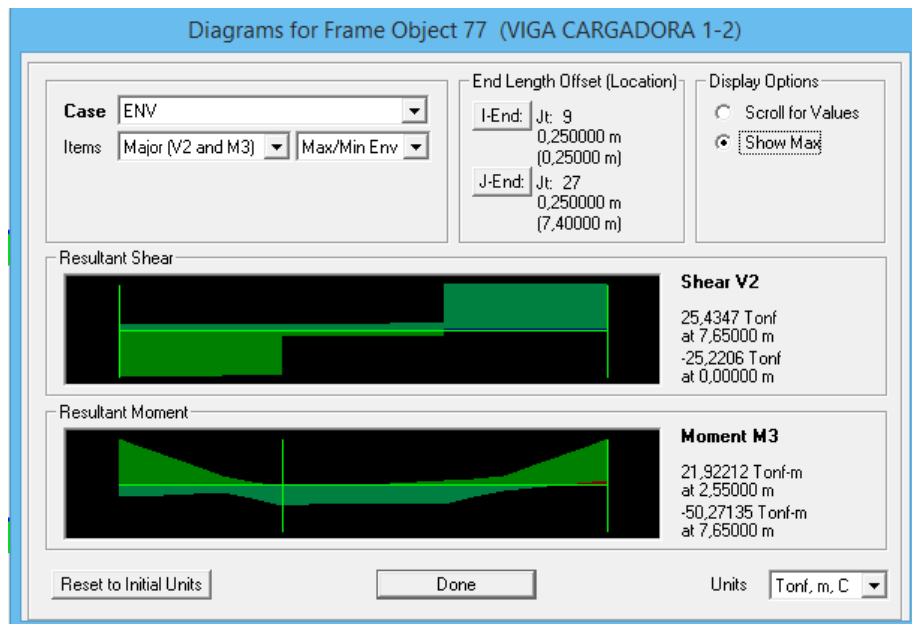 Diagrams for Frame Object 77 (VIGA CARGADORA 1-2)
Case ENV
Items Major (V2 and M3) Max/Min Env
End Length Offset (Location)
I-End: Jt: 9
0,250000 m
(0,25000 m)
J-End: Jt: 27
0,250000 m
(7,40000 m)
Display Options
Scroll for Values
Show Max
Resultant Shear
Shear V2
25,4347 Tonf
at 7,65000 m
-25,2206 Tonf
at 0,00000 m
Resultant Moment
Moment M3
21,92212 Tonf-m
at 2,55000 m
-50,27135 Tonf-m
at 7,65000 m
Reset to Initial Units
Done
Units Tonf, m, C